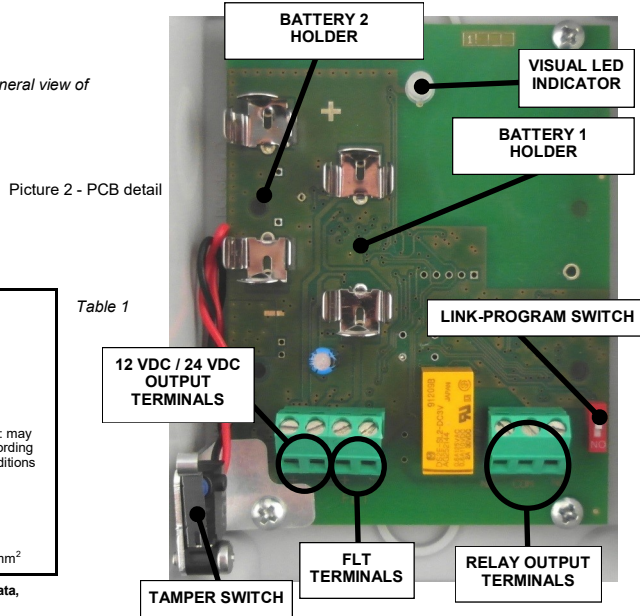 BATTERY 2
HOLDER
VISUAL LED
INDICATOR
neral view of
BATTERY 1
HOLDER
Picture 2 - PCB detail
Table 1
LINK-PROGRAM SWITCH
12 VDC / 24 VDC
OUTPUT
TERMINALS
: may
ording
ditions
mm²
ata,
FLT
TERMINALS
RELAY OUTPUT
TERMINALS
TAMPER SWITCH